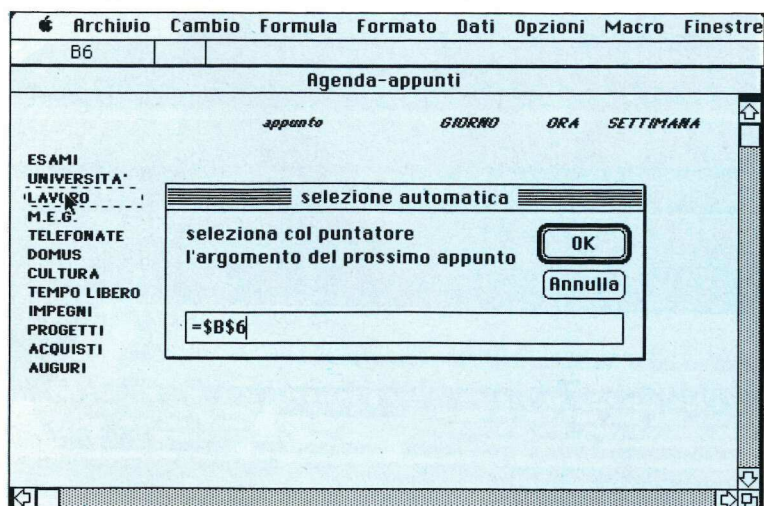 Archivio Cambio Formula Formato Dati Opzioni Macro Finestre
B6
Agenda-appunti
appunto GIORNO ORA SETTIMANA
ESAMI
UNIVERSITA'
LAVORO
M.E.G.
TELEFONATE
DOMUS
CULTURA
TEMPO LIBERO
IMPEGNI
PROGETTI
ACQUISTI
AUGURI
selezione automatica
seleziona col puntatore
l'argomento del prossimo appunto
OK
Annulla
=$B$6